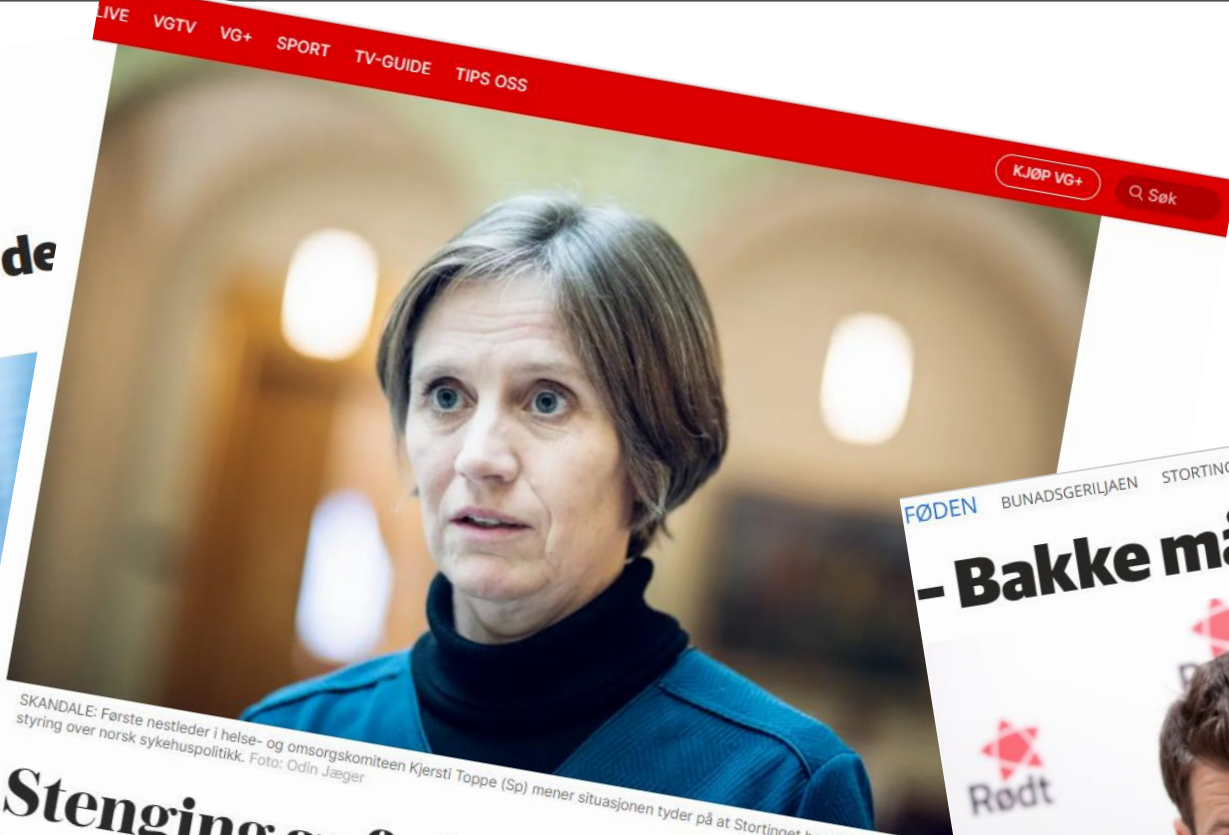 LIVE VGTV VG+ SPORT TV-GUIDE TIPS OSS
KJØP VG+ Søk
de
SKANDALE: Første nestleder i helse- og omsorgskomiteen Kjersti Toppe (Sp) mener situasjonen tyder på at Stortinget
styring over norsk sykehuspolitikk. Foto: Odin Jæger
Stenging
FØDEN BUNADSGERILJAEN STORTING
– Bakke må
Rødt